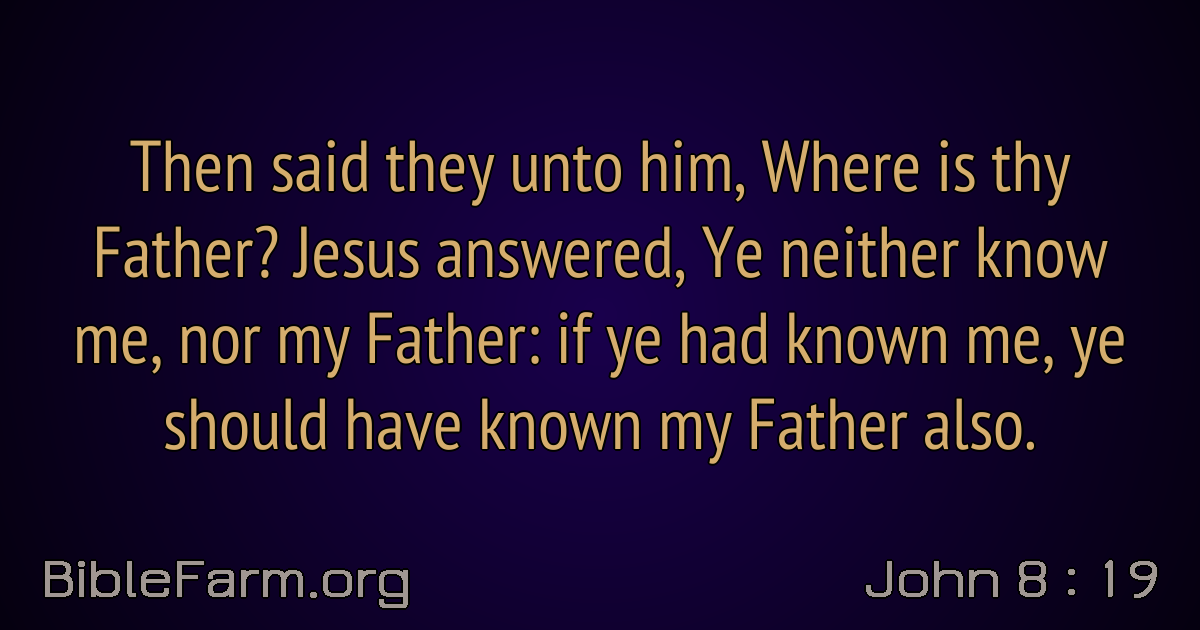 Then said they unto him, Where is thy
Father? Jesus answered, Ye neither know
me, nor my Father: if ye had known me, ye
should have known my Father also.
BibleFarm.org
John 8 : 19